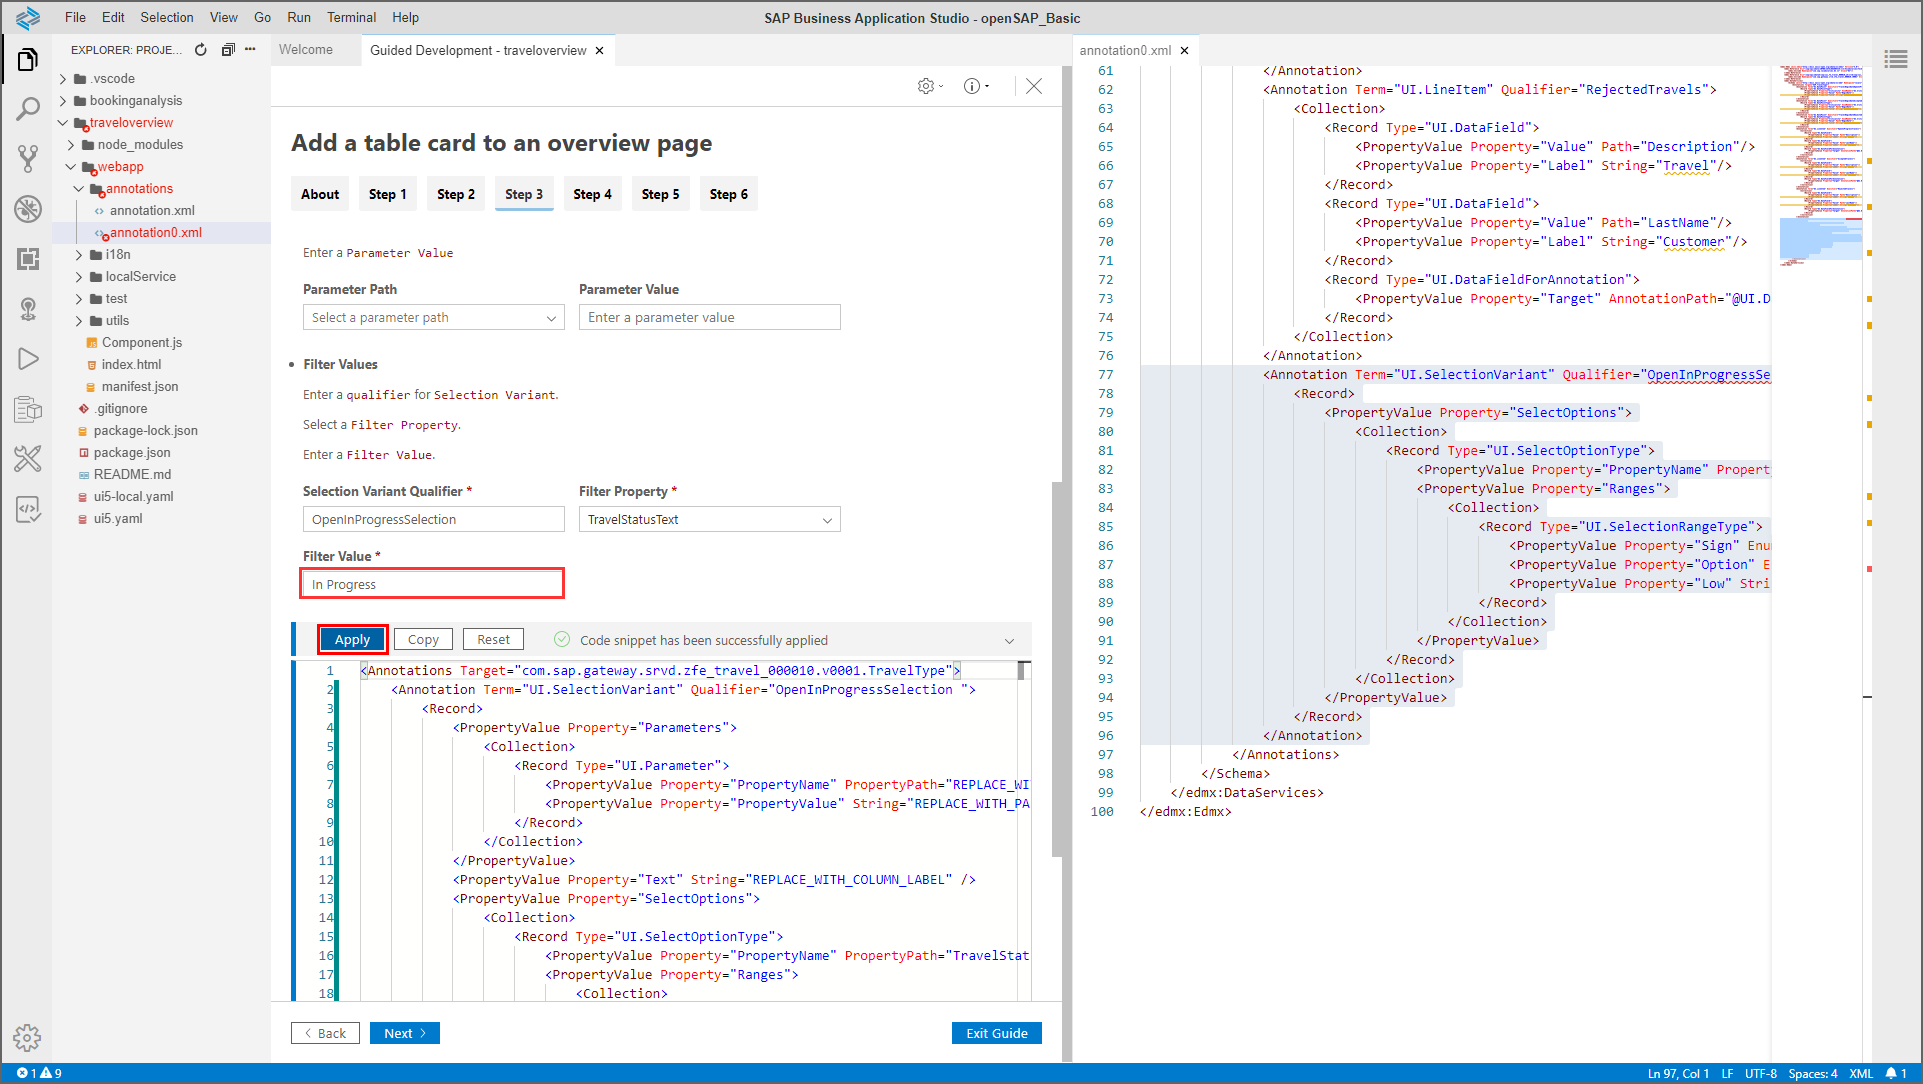 File Edit Selection View Go Run Terminal Help
SAP Business Application Studio - openSAP_Basic
EXPLORER: PROJE...
.vscode
bookinganalysis
traveloverview
node_modules
webapp
annotations
annotation.xml
annotation0.xml
i18n
localService
test
utils
Component.js
index.html
manifest.json
.gitignore
package-lock.json
package.json
README.md
ui5-local.yaml
ui5.yaml
Welcome
Guided Development - traveloverview
Add a table card to an overview page
About Step 1 Step 2 Step 3 Step 4 Step 5 Step 6
Enter a Parameter Value
Parameter Path Parameter Value
Select a parameter path Enter a parameter value
• Filter Values
Enter a qualifier for Selection Variant.
Select a Filter Property.
Enter a Filter Value.
Selection Variant Qualifier * Filter Property *
OpenInProgressSelection TravelStatusText
Filter Value *
In Progress
Apply Copy Reset Code snippet has been successfully applied
1 <Annotations Target="com.sap.gateway.srvd.zfe_travel_000010.v0001.TravelType">
2 <Annotation Term="UI.SelectionVariant" Qualifier="OpenInProgressSelection ">
3 <Record>
4 <PropertyValue Property="Parameters">
5 <Collection>
6 <Record Type="UI.Parameter">
7 <PropertyValue Property="PropertyName" PropertyPath="REPLACE_WI
8 <PropertyValue Property="PropertyValue" String="REPLACE_WITH_PA
9 </Record>
10 </Collection>
11 </PropertyValue>
12 <PropertyValue Property="Text" String="REPLACE_WITH_COLUMN_LABEL" />
13 <PropertyValue Property="SelectOptions">
14 <Collection>
15 <Record Type="UI.SelectOptionType">
16 <PropertyValue Property="PropertyName" PropertyPath="TravelStat
17 <PropertyValue Property="Ranges">
18 <Collection>
< Back Next > Exit Guide
annotation0.xml
61 </Annotation>
62 <Annotation Term="UI.LineItem" Qualifier="RejectedTravels">
63 <Collection>
64 <Record Type="UI.DataField">
65 <PropertyValue Property="Value" Path="Description"/>
66 <PropertyValue Property="Label" String="Travel"/>
67 </Record>
68 <Record Type="UI.DataField">
69 <PropertyValue Property="Value" Path="LastName"/>
70 <PropertyValue Property="Label" String="Customer"/>
71 </Record>
72 <Record Type="UI.DataFieldForAnnotation">
73 <PropertyValue Property="Target" AnnotationPath="@UI.D
74 </Record>
75 </Collection>
76 </Annotation>
77 <Annotation Term="UI.SelectionVariant" Qualifier="OpenInProgressSe
78 <Record>
79 <PropertyValue Property="SelectOptions">
80 <Collection>
81 <Record Type="UI.SelectOptionType">
82 <PropertyValue Property="PropertyName" Propert
83 <PropertyValue Property="Ranges">
84 <Collection>
85 <Record Type="UI.SelectionRangeType">
86 <PropertyValue Property="Sign" Enu
87 <PropertyValue Property="Option" E
88 <PropertyValue Property="Low" Stri
89 </Record>
90 </Collection>
91 </PropertyValue>
92 </Record>
93 </Collection>
94 </PropertyValue>
95 </Record>
96 </Annotation>
97 </Annotations>
98 </Schema>
99 </edmx:DataServices>
100 </edmx:Edmx>
1 9
Ln 97, Col 1 LF UTF-8 Spaces: 4 XML 1